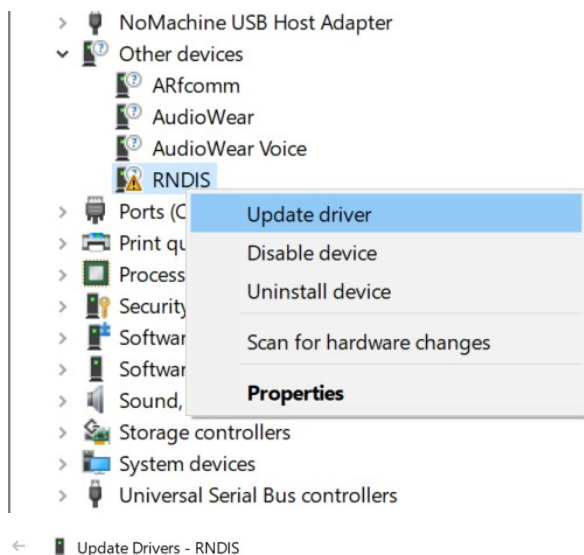 NoMachine USB Host Adapter
Other devices
ARfcomm
AudioWear
AudioWear Voice
RNDIS
Ports (C
Update driver
Print qu
Disable device
Process
Uninstall device
Security
Softwar
Scan for hardware changes
Softwar
Sound,
Properties
Storage controllers
System devices
Universal Serial Bus controllers
Update Drivers - RNDIS